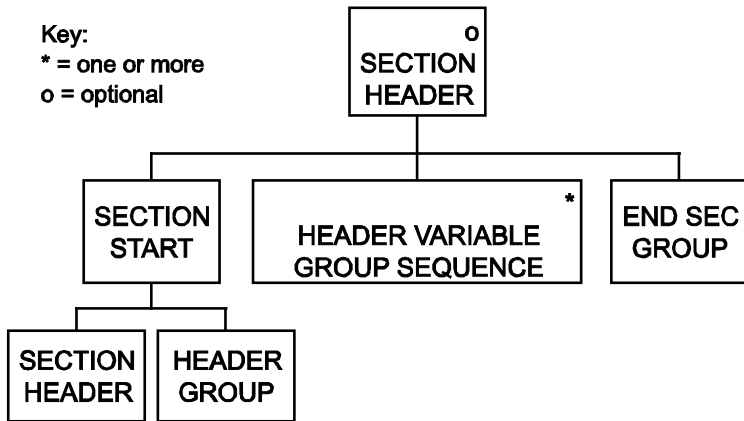 Key:
* = one or more
o = optional
o
SECTION
HEADER
SECTION
START
*
HEADER VARIABLE
GROUP SEQUENCE
END SEC
GROUP
SECTION
HEADER
HEADER
GROUP